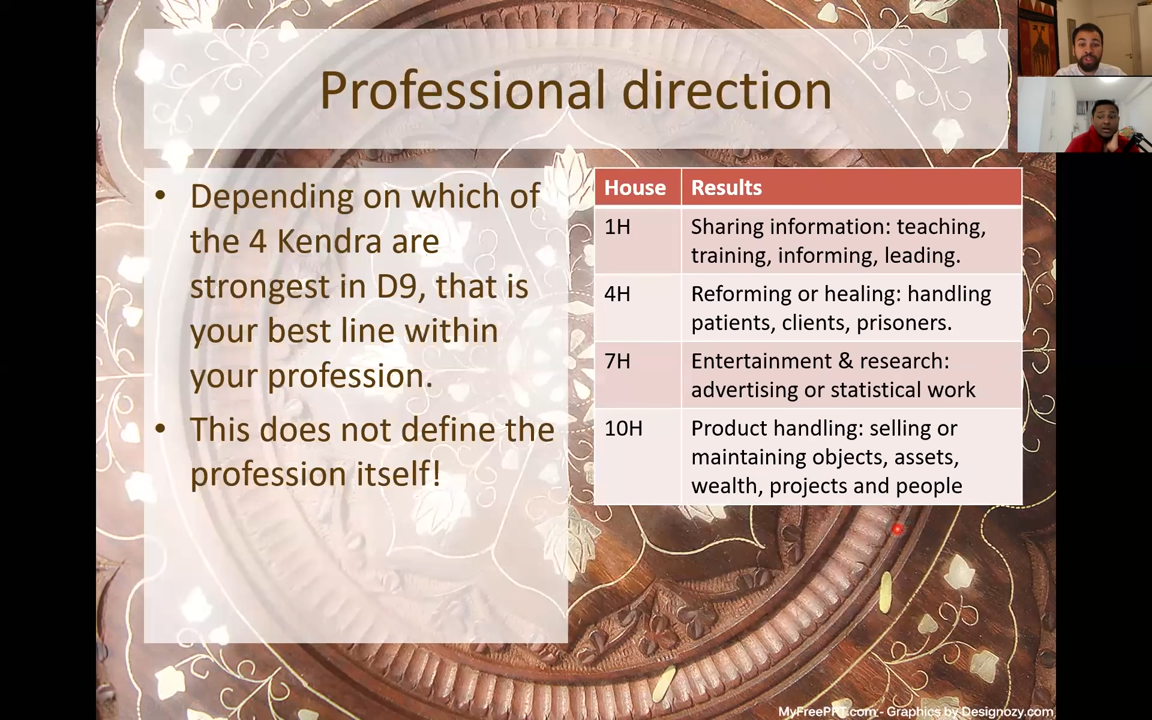 Professional direction
• Depending on which of
the 4 Kendra are
strongest in D9, that is
your best line within
your profession.
• This does not define the
profession itself!
House Results
1H Sharing information: teaching,
training, informing, leading.
4H Reforming or healing: handling
patients, clients, prisoners.
7H Entertainment & research:
advertising or statistical work
10H Product handling: selling or
maintaining objects, assets,
wealth, projects and people
MyFreePPT.com - Graphics by Designozy.com